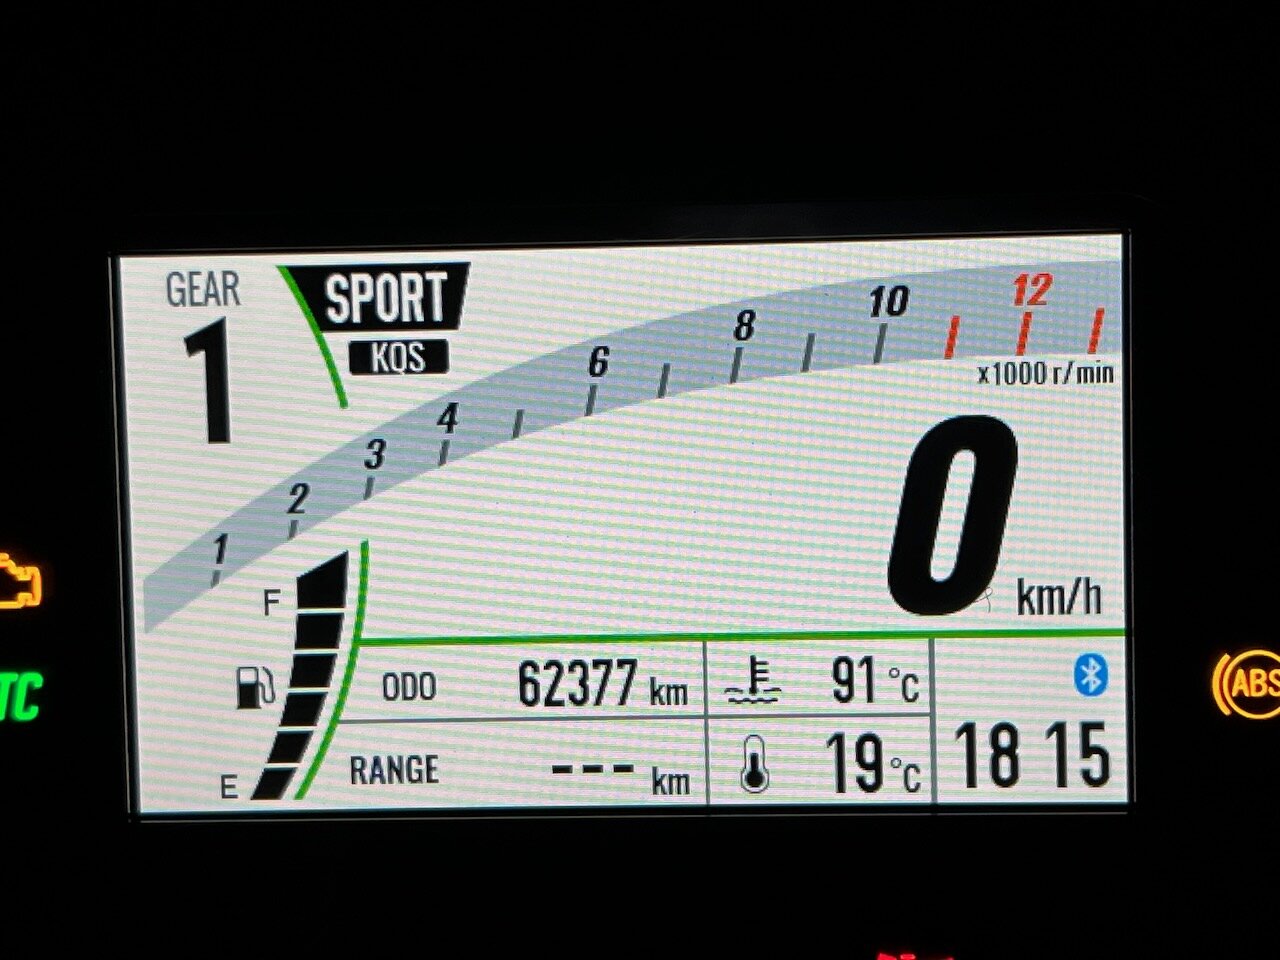 GEAR
1
SPORT
KQS
1 2 3 4 6 8 10 12
x1000 r/min
0 km/h
F
E
ODO 62377 km
RANGE --- km
91 °C
19 °C
18 15
TC
ABS